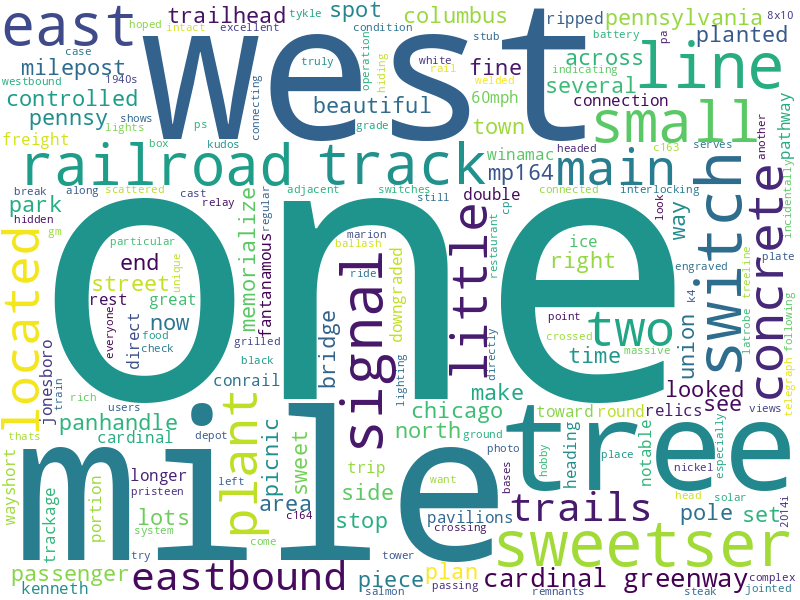 east
west
trailhead
spot
columbus
ripped
pennsylvania
8x10
tykle
hoped
intact
excellent
condition
stub
battery
pa
planted
case
milepost
truly
white
fine
across
line
indicating
westbound
1940s
controlled
shows
connecting
operations
hiding
rail
welded
several
beautiful
60mph
connection
pathway
pennsy
lights
ps
grade
town
small
freight
box
kudos
headed
c163
another
incidentally
railroad track
winamac
mp164
main
switch
break
along
scattered
cast
relay
adjacent
switches
still
double
cp
connected
interlocking
park
hidden
regular
marion
ballash
way
look
serves
concrete
gm
particular
unique
memorialize
fantanamous
ride
signal
downgraded
little
restaurant
ice
right
engraved
plate
treeline
located
end
street
rest
great
one
k4
jonesboro
everyone
direct
now
food
check
grilled
bridge
point
crossed
massive
two
time
union
latrobe
following
telegraph
train
rich
users
black
conrail
lighting
directly
make
looked
see
views
panhandle
cardinal
depot
plant
picnic
sweet
chicago
north
ground
toward
round
relics
notable
especially
thats
wayshort
trackage
portion
longer
lots
left
system
area
c164
trip
side
stop
photo
want
bases
hobby
place
heading
nickel
tree
mile
head
solar
2014i
pristeen
try
come
tower
pavilions
crossing
trails
pole
set
sweetser
passenger
kenneth
eastbound
piece
salmon
plan
passing
remnants
cardinal greenway
steak
complex
jointed